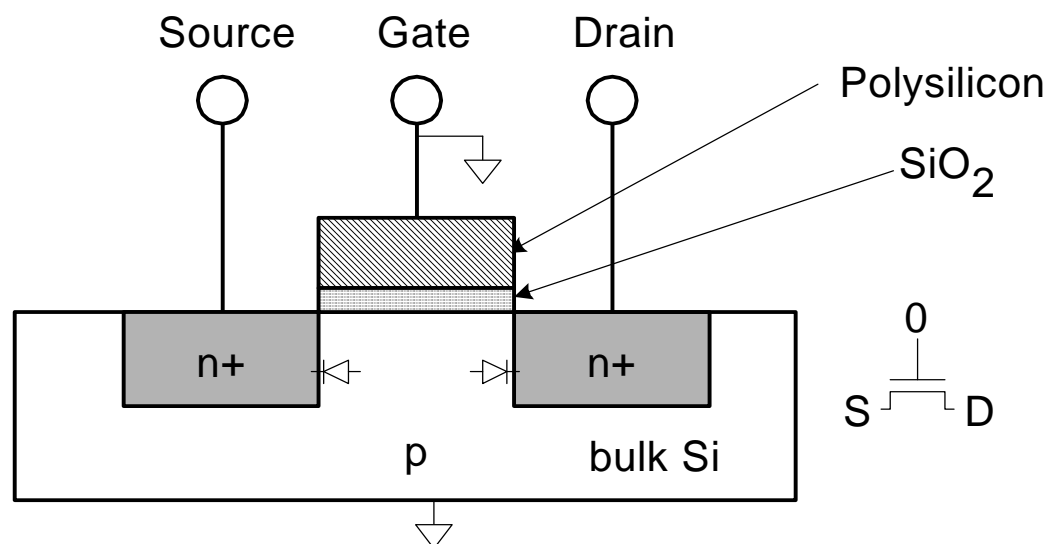 Source Gate Drain
Polysilicon
SiO2
n+ n+
0
S D
p bulk Si